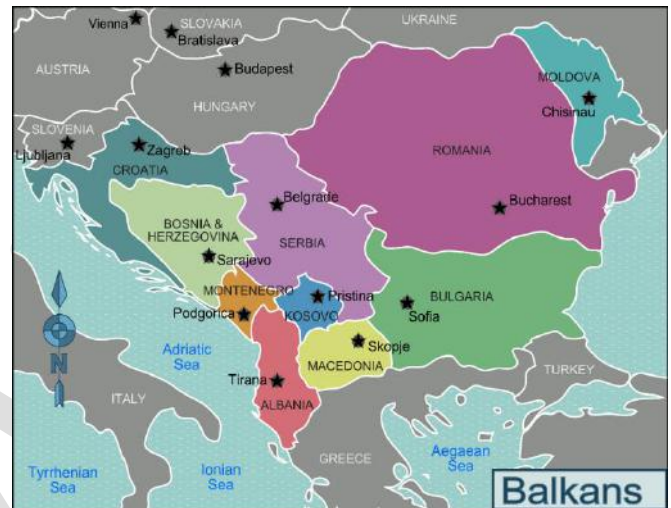 UKRAINE
Vienna
SLOVAKIA
Bratislava
AUSTRIA
Budapest
HUNGARY
MOLDOVA
Chisinau
SLOVENIA
Ljubljana
Zagreb
CROATIA
ROMANIA
Belgrade
Bucharest
BOSNIA &
HERZEGOVINA
SERBIA
Sarajevo
MONTENEGRO
Pristina
BULGARIA
Podgorica
KOSOVO
Sofia
Adriatic
Sea
Skopje
MACEDONIA
TURKEY
N
Tirana
ITALY
ALBANIA
GREECE
Aegaean
Sea
Tyrrhenian
Sea
Ionian
Sea
Balkans